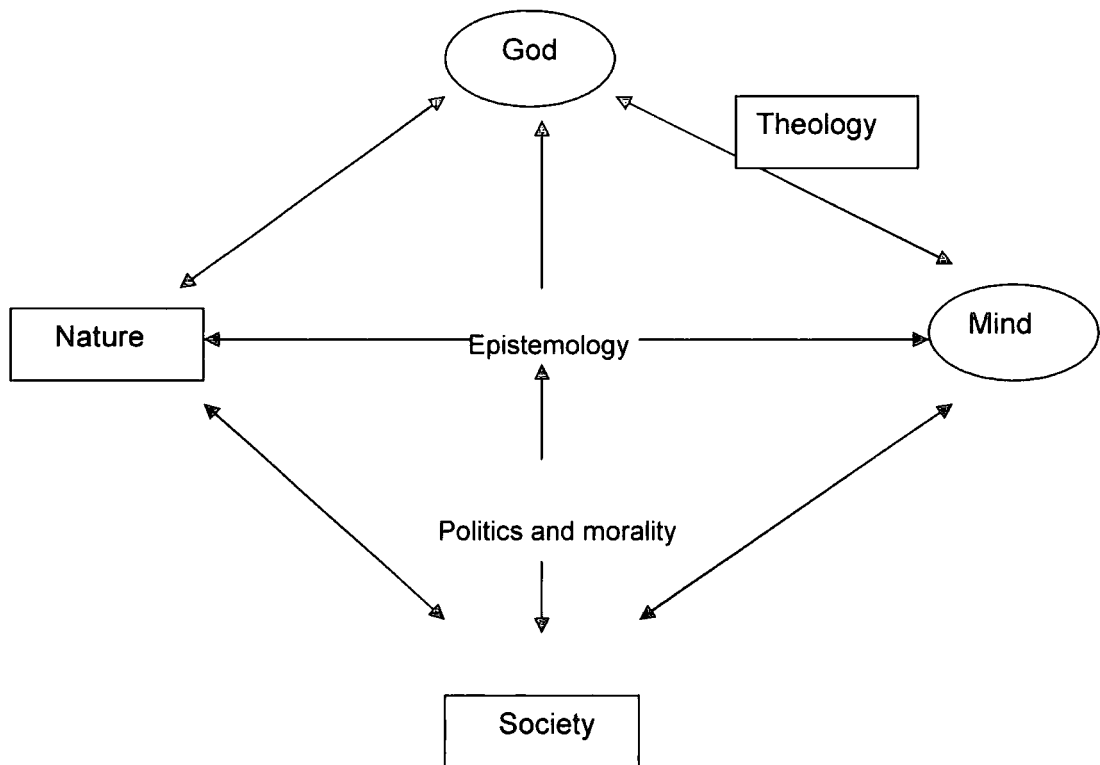 God
Theology
Nature
Epistemology
Mind
Politics and morality
Society